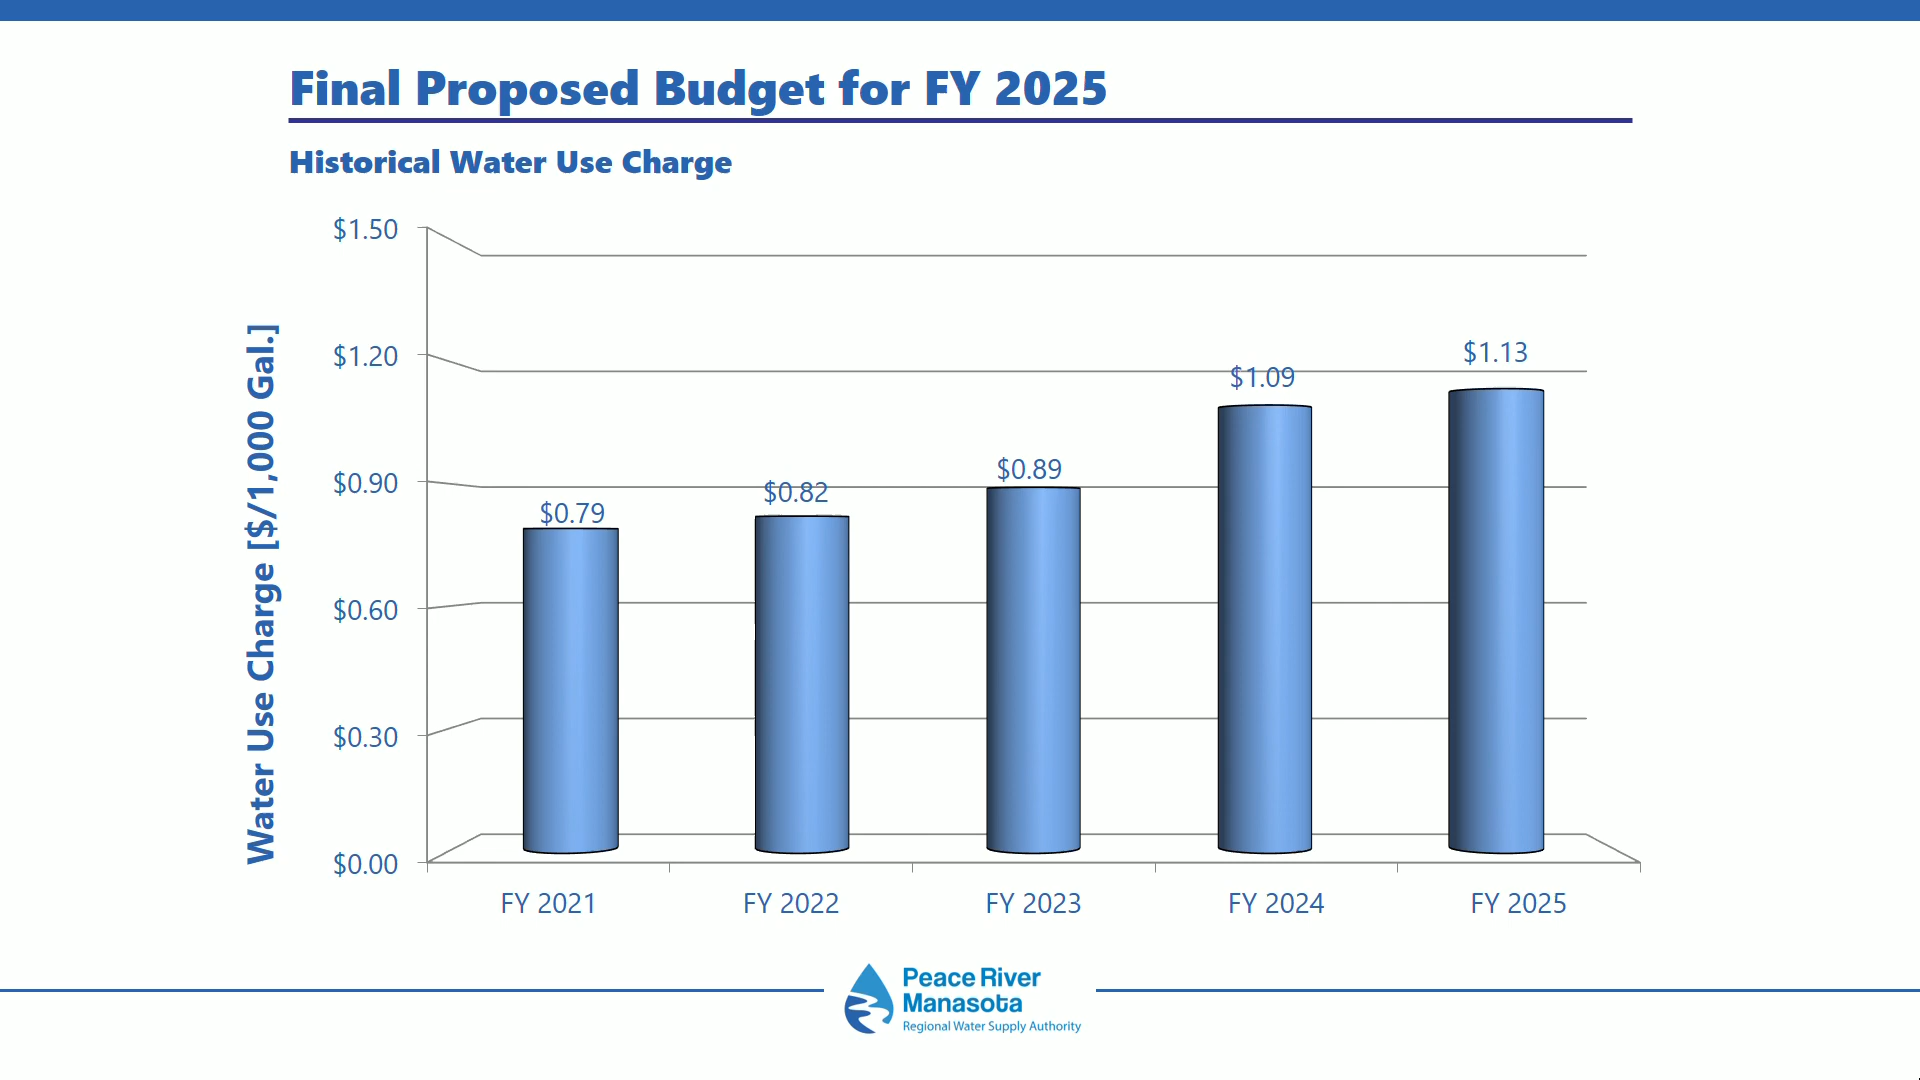 Final Proposed Budget for FY 2025
Historical Water Use Charge
Water Use Charge [$/1,000 Gal.]
$1.50
$1.20
$0.90
$0.60
$0.30
$0.00
$0.79
$0.82
$0.89
$1.09
$1.13
FY 2021
FY 2022
FY 2023
FY 2024
FY 2025
Peace River
Manasota
Regional Water Supply Authority